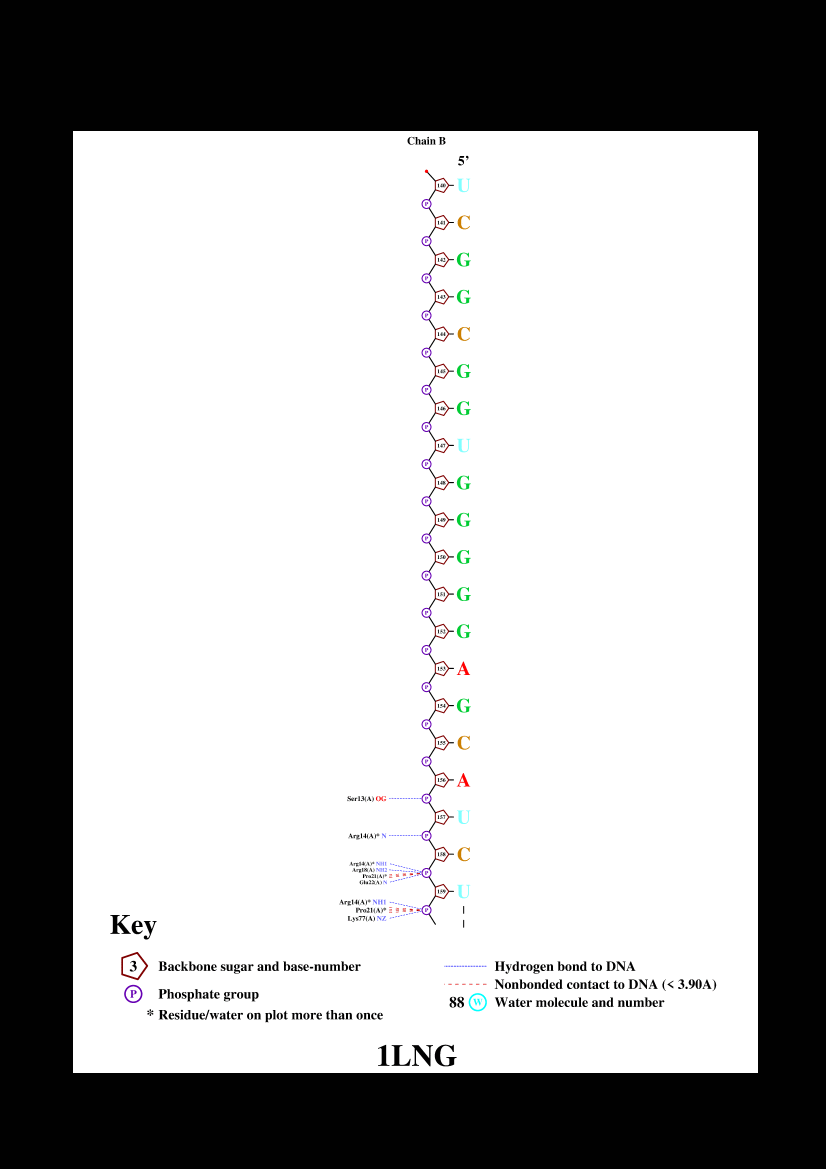 Chain B
5’
140 U
P
141 C
P
142 G
P
143 G
P
144 C
P
145 G
P
146 G
P
147 U
P
148 G
P
149 G
P
150 G
P
151 G
P
152 G
P
153 A
P
154 G
P
155 C
P
156 A
Ser13(A) OG P
157 U
Arg14(A)* N P
158 C
Arg14(A)* NH1
Arg18(A) NH2
Pro21(A)* P
Glu22(A) N
159 U
Arg14(A)* NH1
Pro21(A)* P
Lys77(A) NZ
Key
3 Backbone sugar and base-number
P Phosphate group
* Residue/water on plot more than once
Hydrogen bond to DNA
Nonbonded contact to DNA (< 3.90A)
88 W Water molecule and number
1LNG